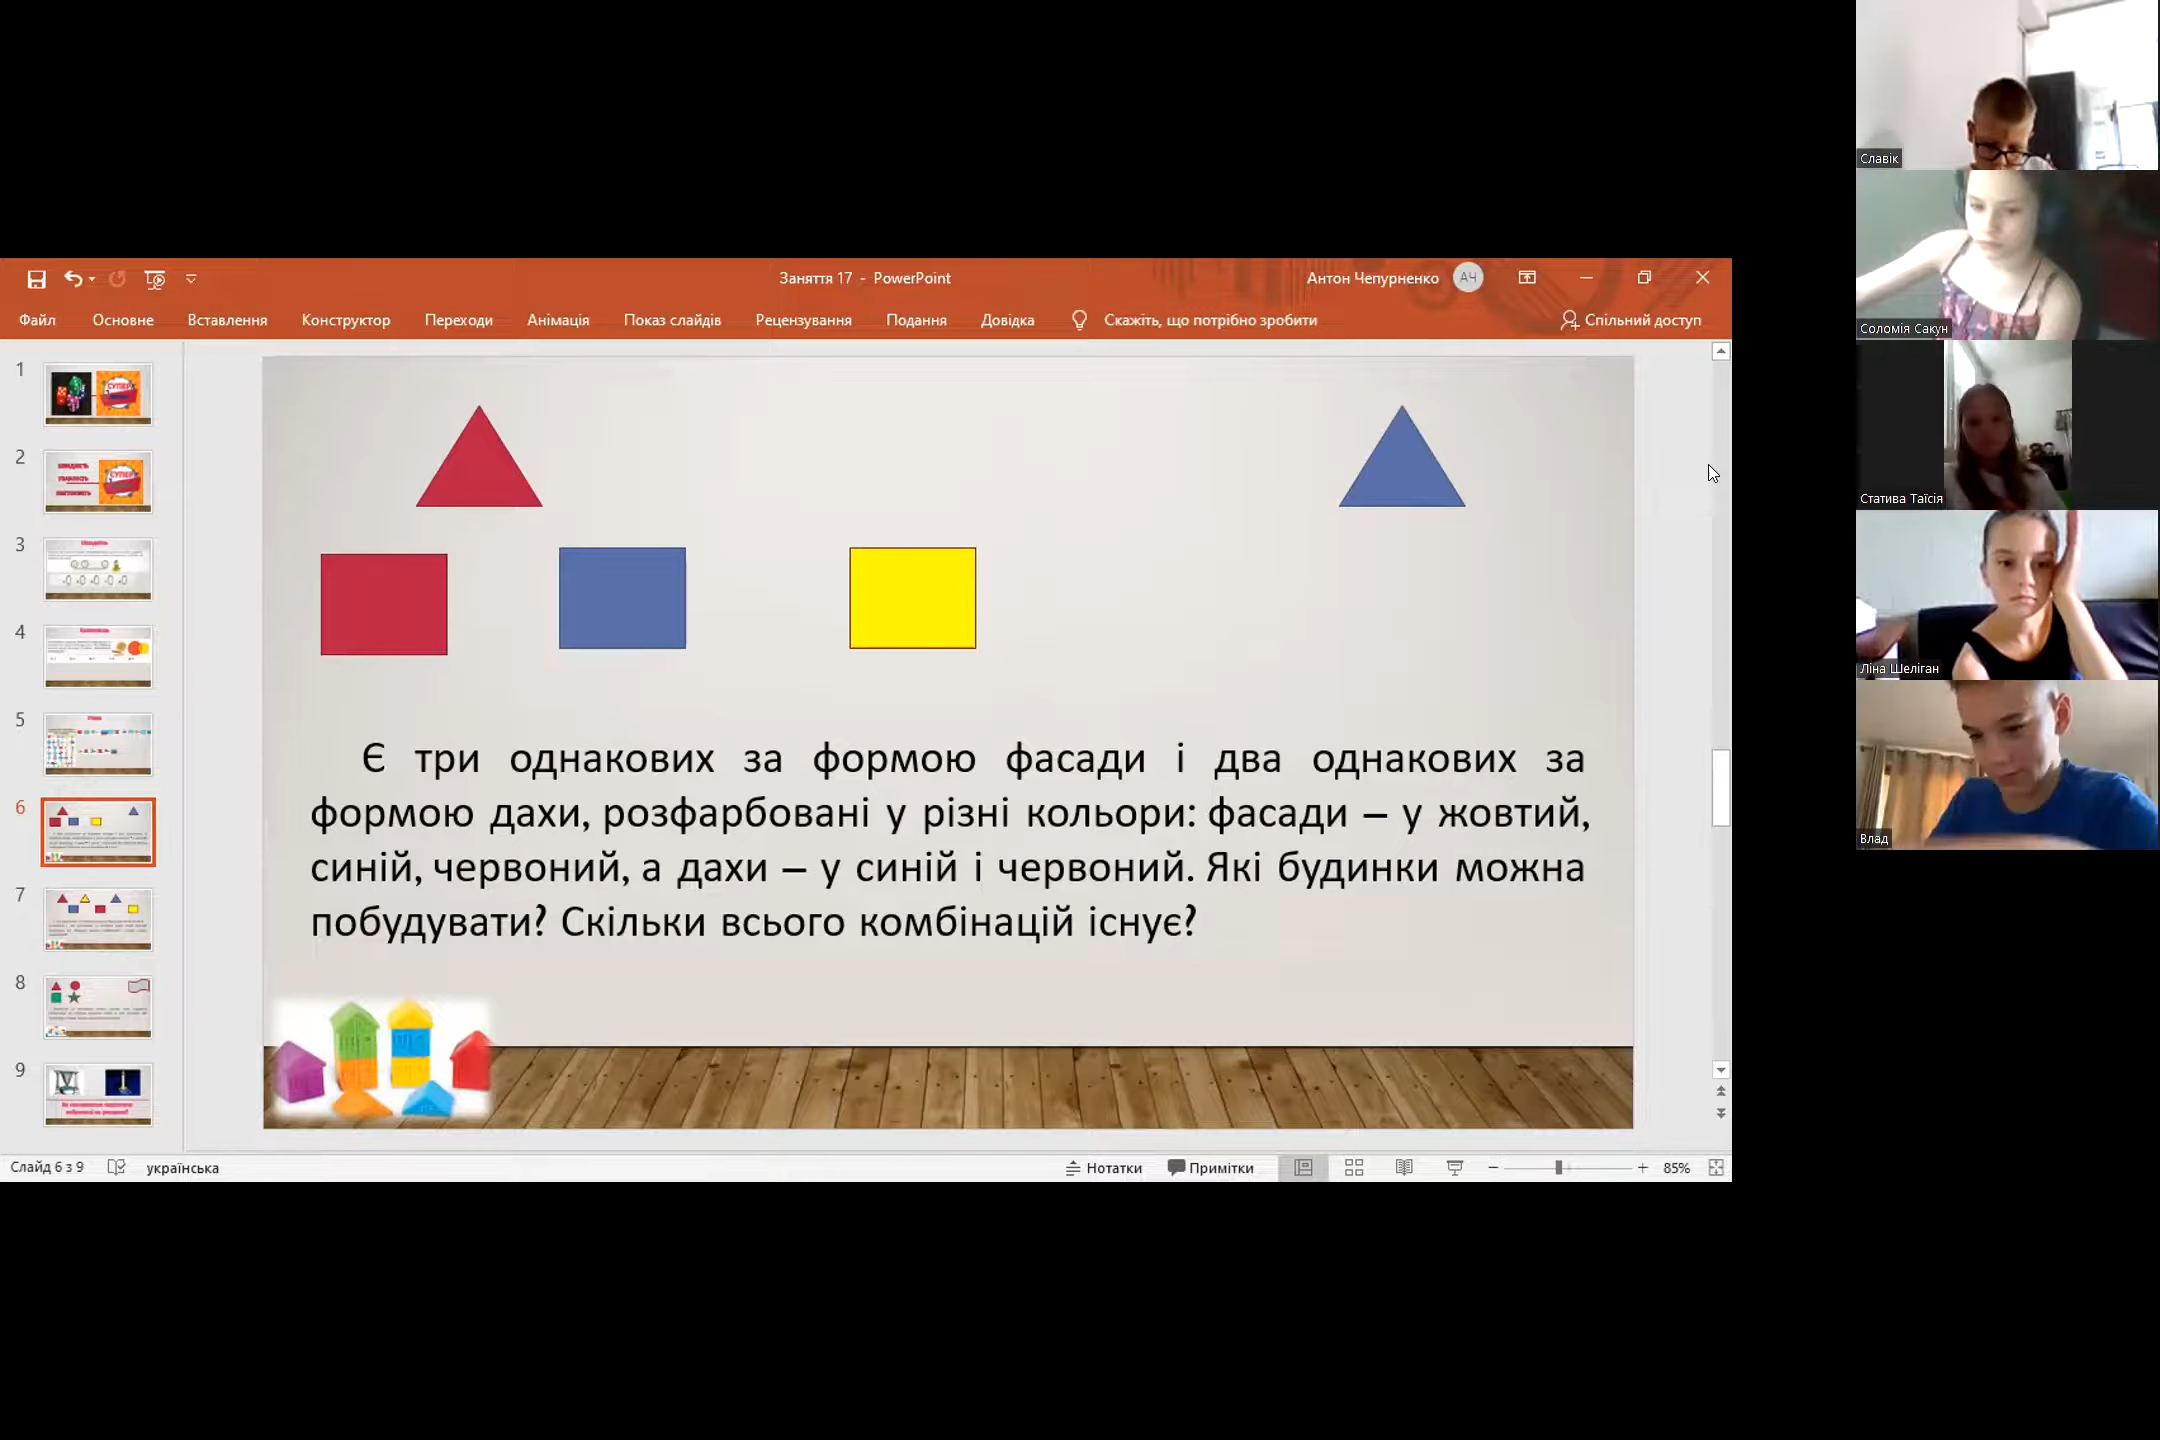 Заняття 17 - PowerPoint
Антон Чепурненко
АЧ
Файл Основне Вставлення Конструктор Переходи Анімація Показ слайдів Рецензування Подання Довідка Скажіть, що потрібно зробити Спільний доступ
1
2
3
4
5
6
7
8
9
Є три однакових за формою фасади і два однакових за
формою дахи, розфарбовані у різні кольори: фасади – у жовтий,
синій, червоний, а дахи – у синій і червоний. Які будинки можна
побудувати? Скільки всього комбінацій існує?
Слайд 6 з 9 українська Нотатки Примітки 85%
Славік
Соломія Сакун
Статива Таїсія
Ліна Шеліган
Влад